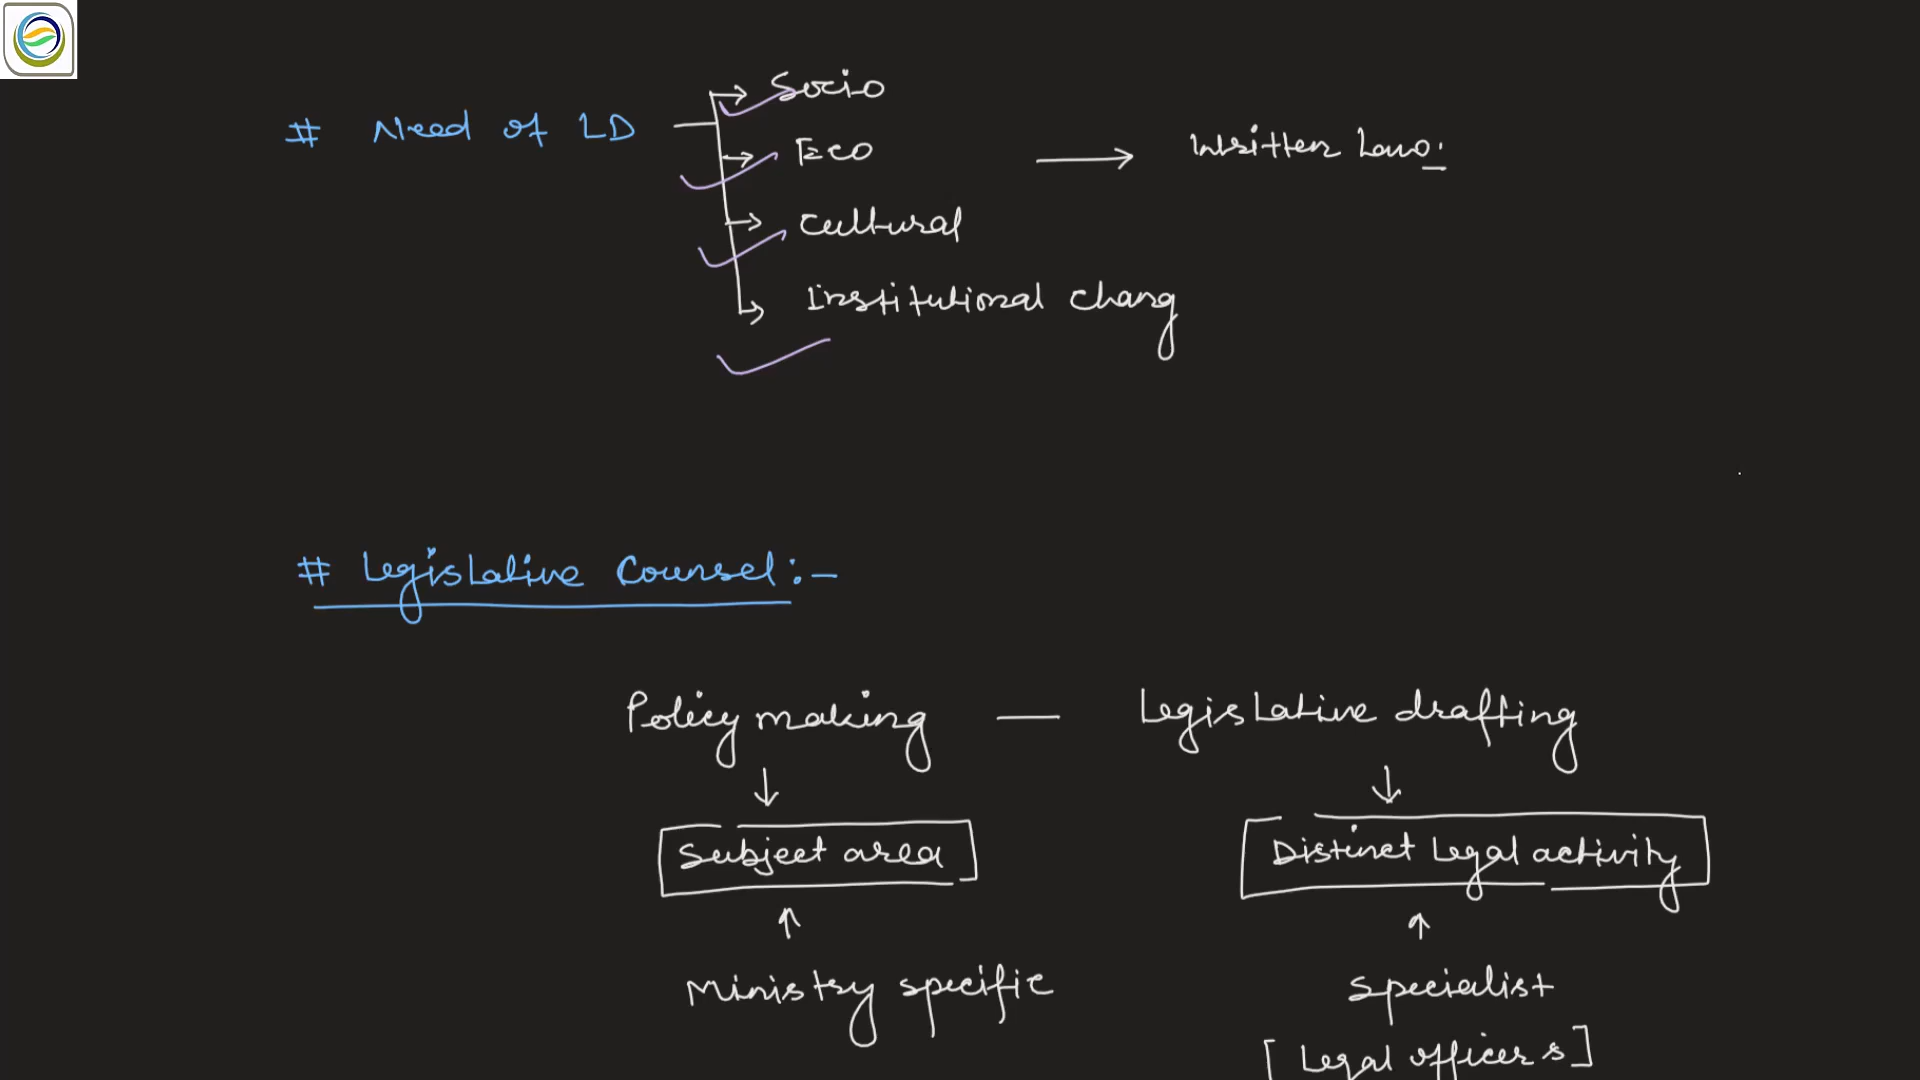 # Need of LD
Socio
Eco
Cultural
Institutional chang
Written Law.
# Legislative Counsel:-
Policy making — Legislative drafting
Subject area
Distinct Legal activity
Ministry specific
specialist
[Legal officers]